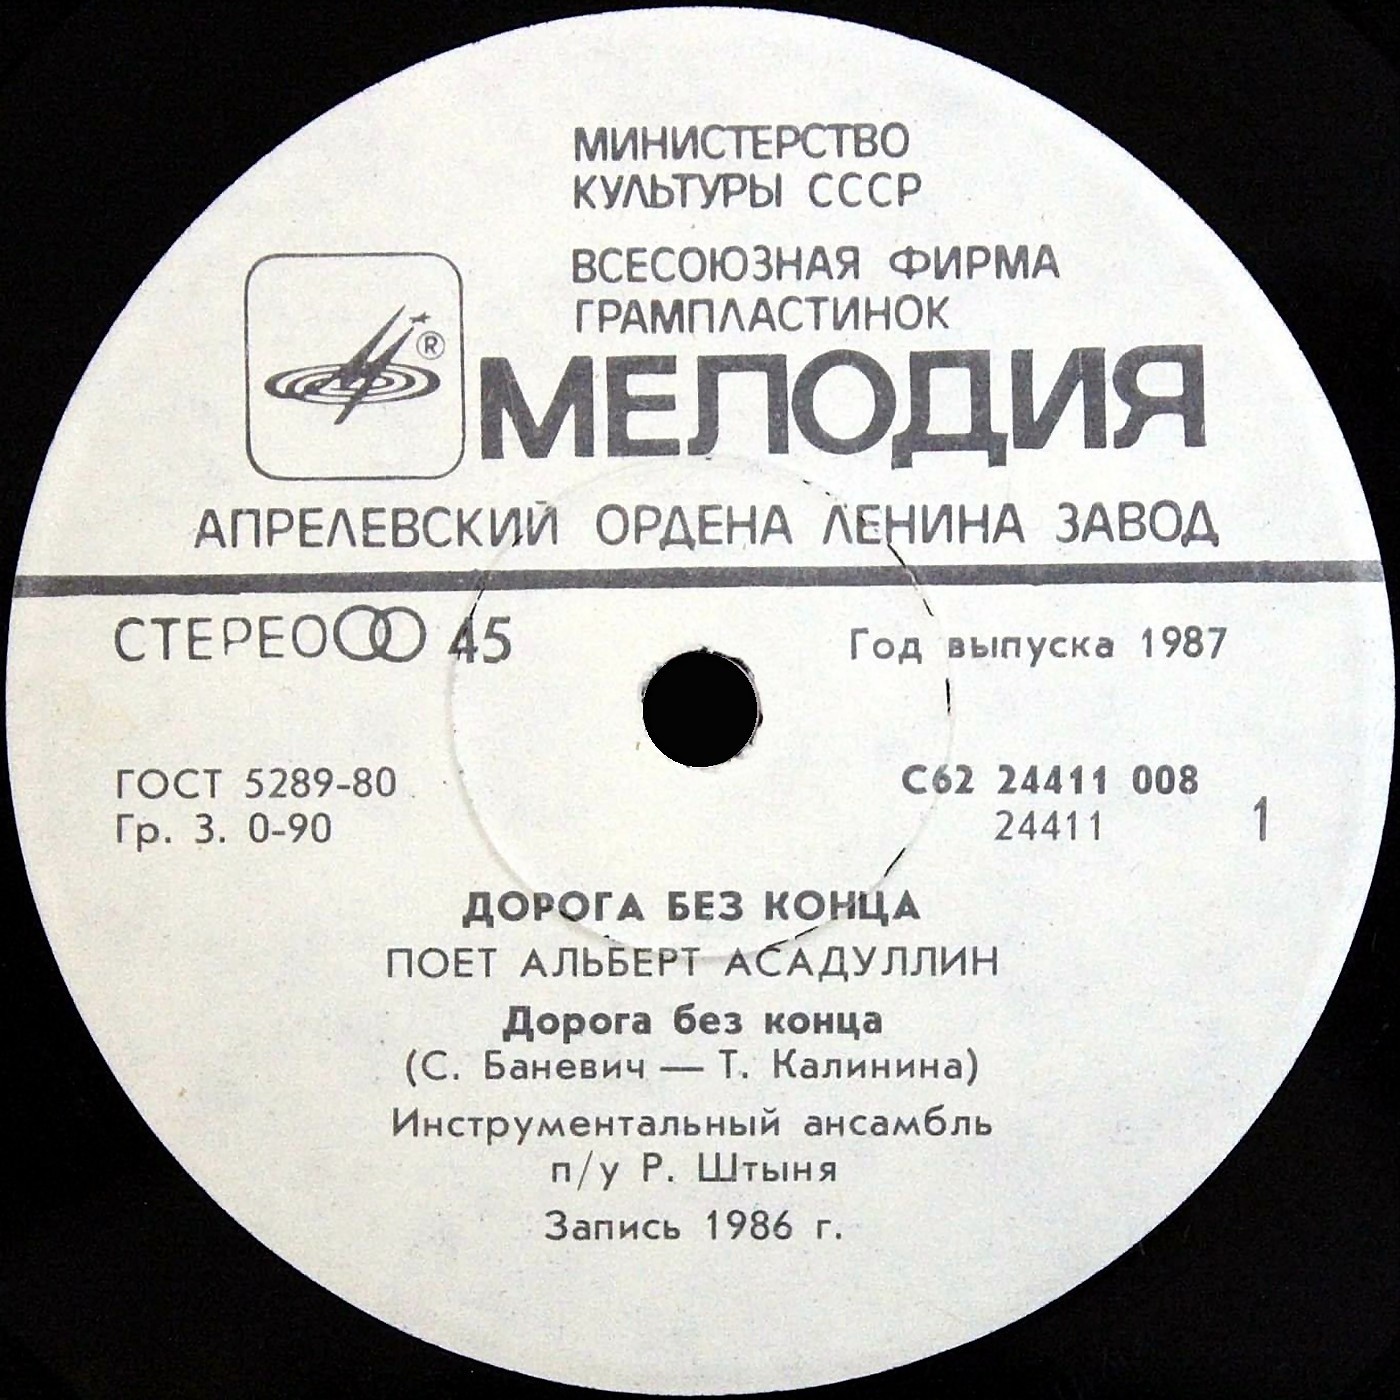 МИНИСТЕРСТВО
КУЛЬТУРЫ СССР
ВСЕСОЮЗНАЯ ФИРМА
ГРАМПЛАСТИНОК
®
МЕЛОДИЯ
АПРЕЛЕВСКИЙ ОРДЕНА ЛЕНИНА ЗАВОД
СТЕРЕО 45
Год выпуска 1987
ГОСТ 5289-80
Гр. 3. 0-90
С62 24411 008
24411
1
ДОРОГА БЕЗ КОНЦА
ПОЕТ АЛЬБЕРТ АСАДУЛЛИН
Дорога без конца
(С. Баневич — Т. Калинина)
Инструментальный ансамбль
п/у Р. Штыня
Запись 1986 г.